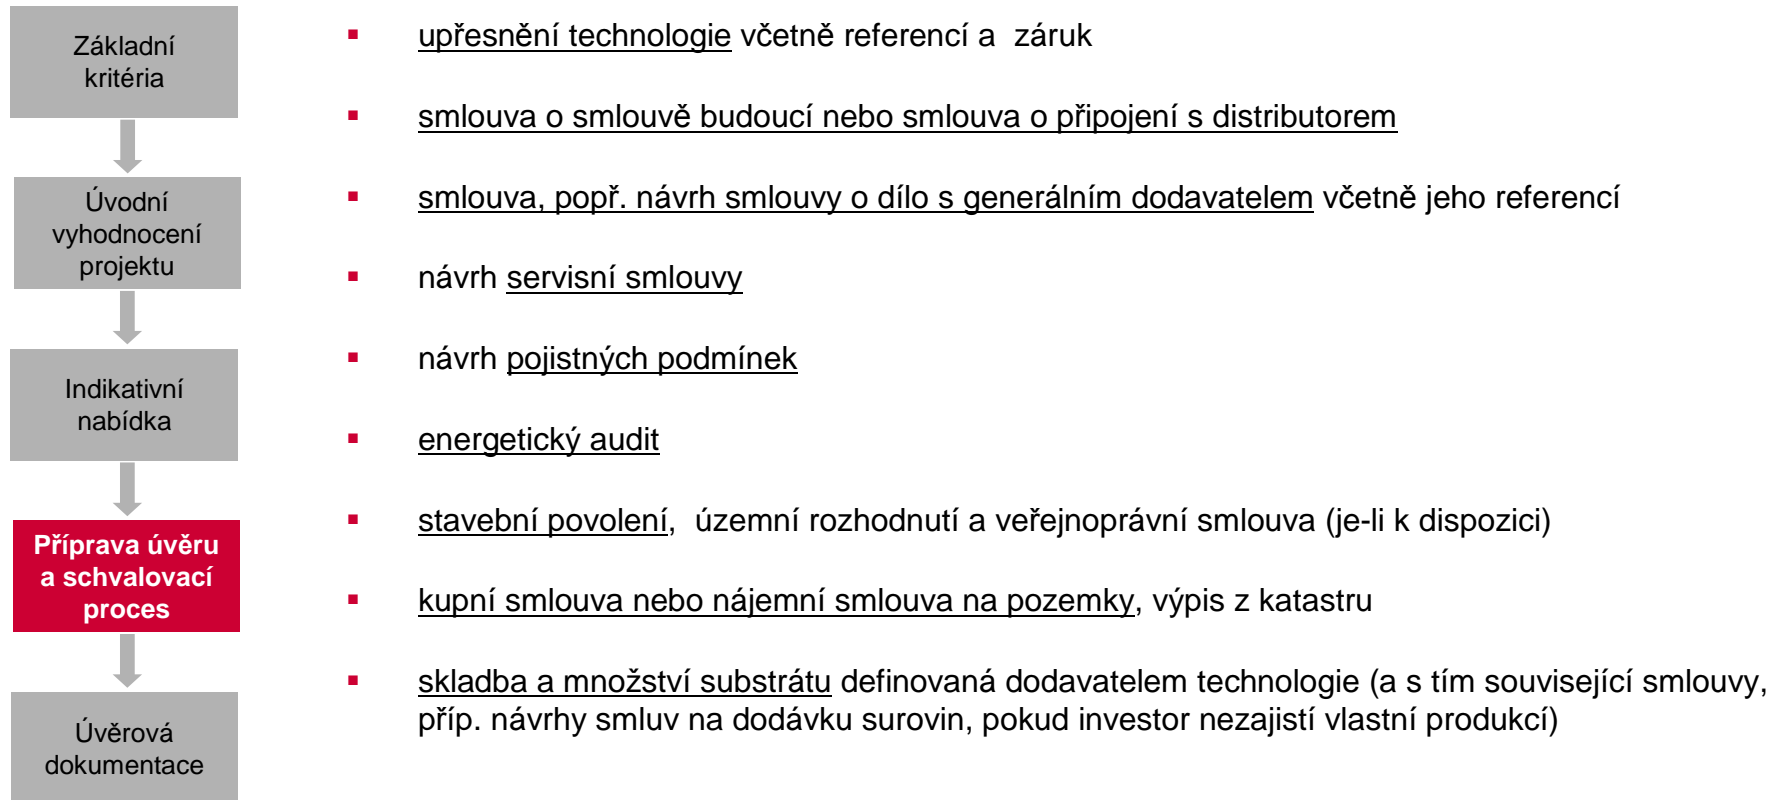 Základní
kritéria
Úvodní
vyhodnocení
projektu
Indikativní
nabídka
Příprava úvěru
a schvalovací
proces
Úvěrová
dokumentace
upřesnění technologie včetně referencí a  záruk
smlouva o smlouvě budoucí nebo smlouva o připojení s distributorem
smlouva, popř. návrh smlouvy o dílo s generálním dodavatelem včetně jeho referencí
návrh servisní smlouvy
návrh pojistných podmínek
energetický audit
stavební povolení,  územní rozhodnutí a veřejnoprávní smlouva (je-li k dispozici)
kupní smlouva nebo nájemní smlouva na pozemky, výpis z katastru
skladba a množství substrátu definovaná dodavatelem technologie (a s tím související smlouvy,
příp. návrhy smluv na dodávku surovin, pokud investor nezajistí vlastní produkcí)